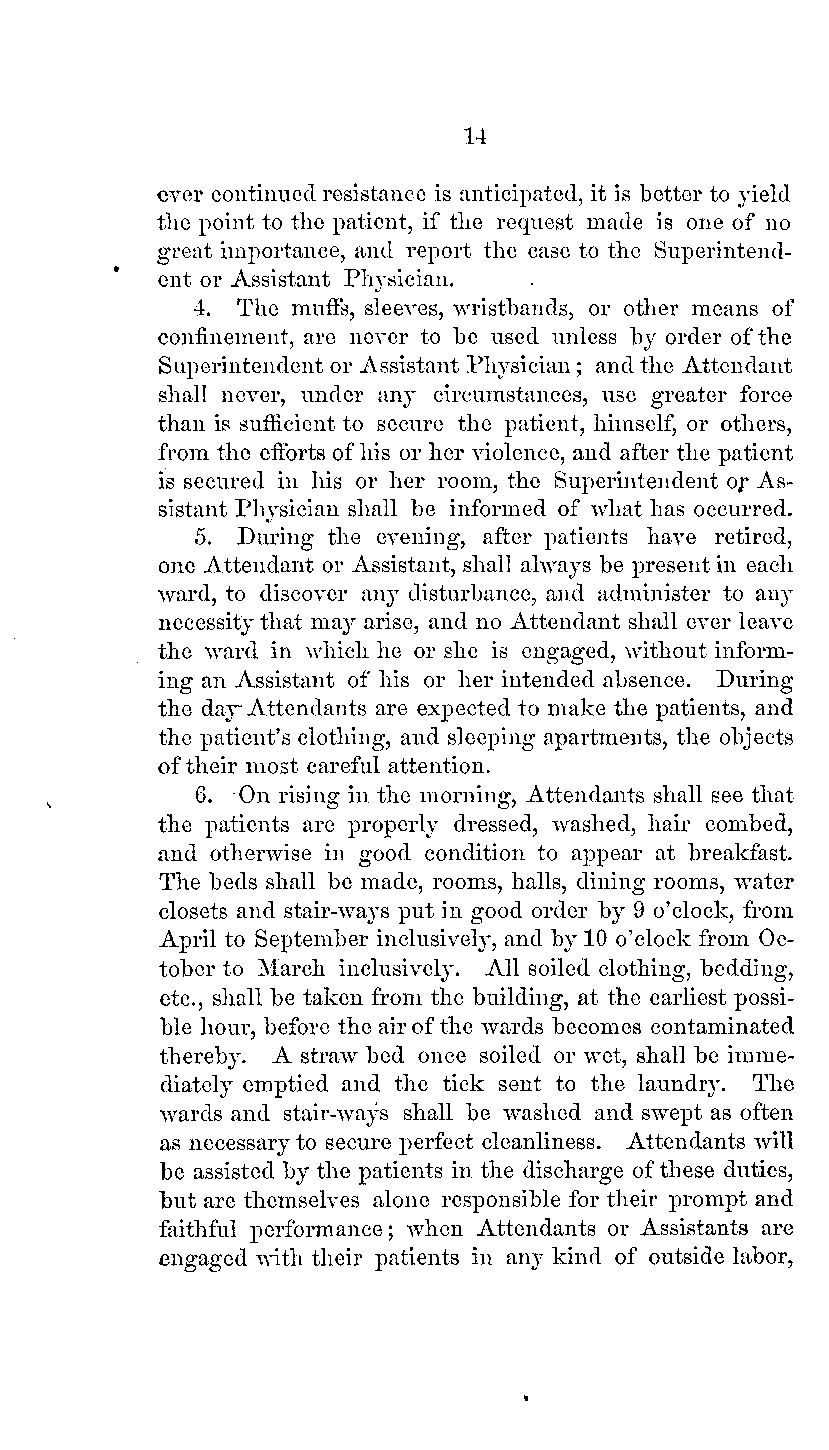 14
ever continued resistance is anticipated, it is better to yield
the point to the patient, if the request made is one of no
great importance, and report the case to the Superintend-
ent or Assistant Physician.
4. The muffs, sleeves, wristbands, or other means of
confinement, are never to be used unless by order of the
Superintendent or Assistant Physician; and the Attendant
shall never, under any circumstances, use greater force
than is sufficient to secure the patient, himself, or others,
from the efforts of his or her violence, and after the patient
is secured in his or her room, the Superintendent or As-
sistant Physician shall be informed of what has occurred.
5. During the evening, after patients have retired,
one Attendant or Assistant, shall always be present in each
ward, to discover any disturbance, and administer to any
necessity that may arise, and no Attendant shall ever leave
the ward in which he or she is engaged, without inform-
ing an Assistant of his or her intended absence. During
the day Attendants are expected to make the patients, and
the patient's clothing, and sleeping apartments, the objects
of their most careful attention.
6. On rising in the morning, Attendants shall see that
the patients are properly dressed, washed, hair combed,
and otherwise in good condition to appear at breakfast.
The beds shall be made, rooms, halls, dining rooms, water
closets and stair-ways put in good order by 9 o'clock, from
April to September inclusively, and by 10 o'clock from Oc-
tober to March inclusively. All soiled clothing, bedding,
etc., shall be taken from the building, at the earliest possi-
ble hour, before the air of the wards becomes contaminated
thereby. A straw bed once soiled or wet, shall be imme-
diately emptied and the tick sent to the laundry. The
wards and stair-ways shall be washed and swept as often
as necessary to secure perfect cleanliness. Attendants will
be assisted by the patients in the discharge of these duties,
but are themselves alone responsible for their prompt and
faithful performance; when Attendants or Assistants are
engaged with their patients in any kind of outside labor,